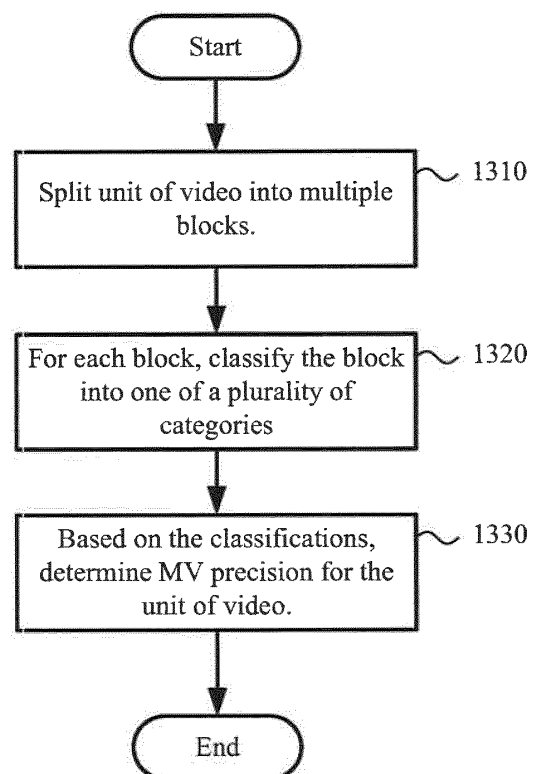 Start
Split unit of video into multiple
blocks.
1310
For each block, classify the block
into one of a plurality of
categories
1320
Based on the classifications,
determine MV precision for the
unit of video.
1330
End